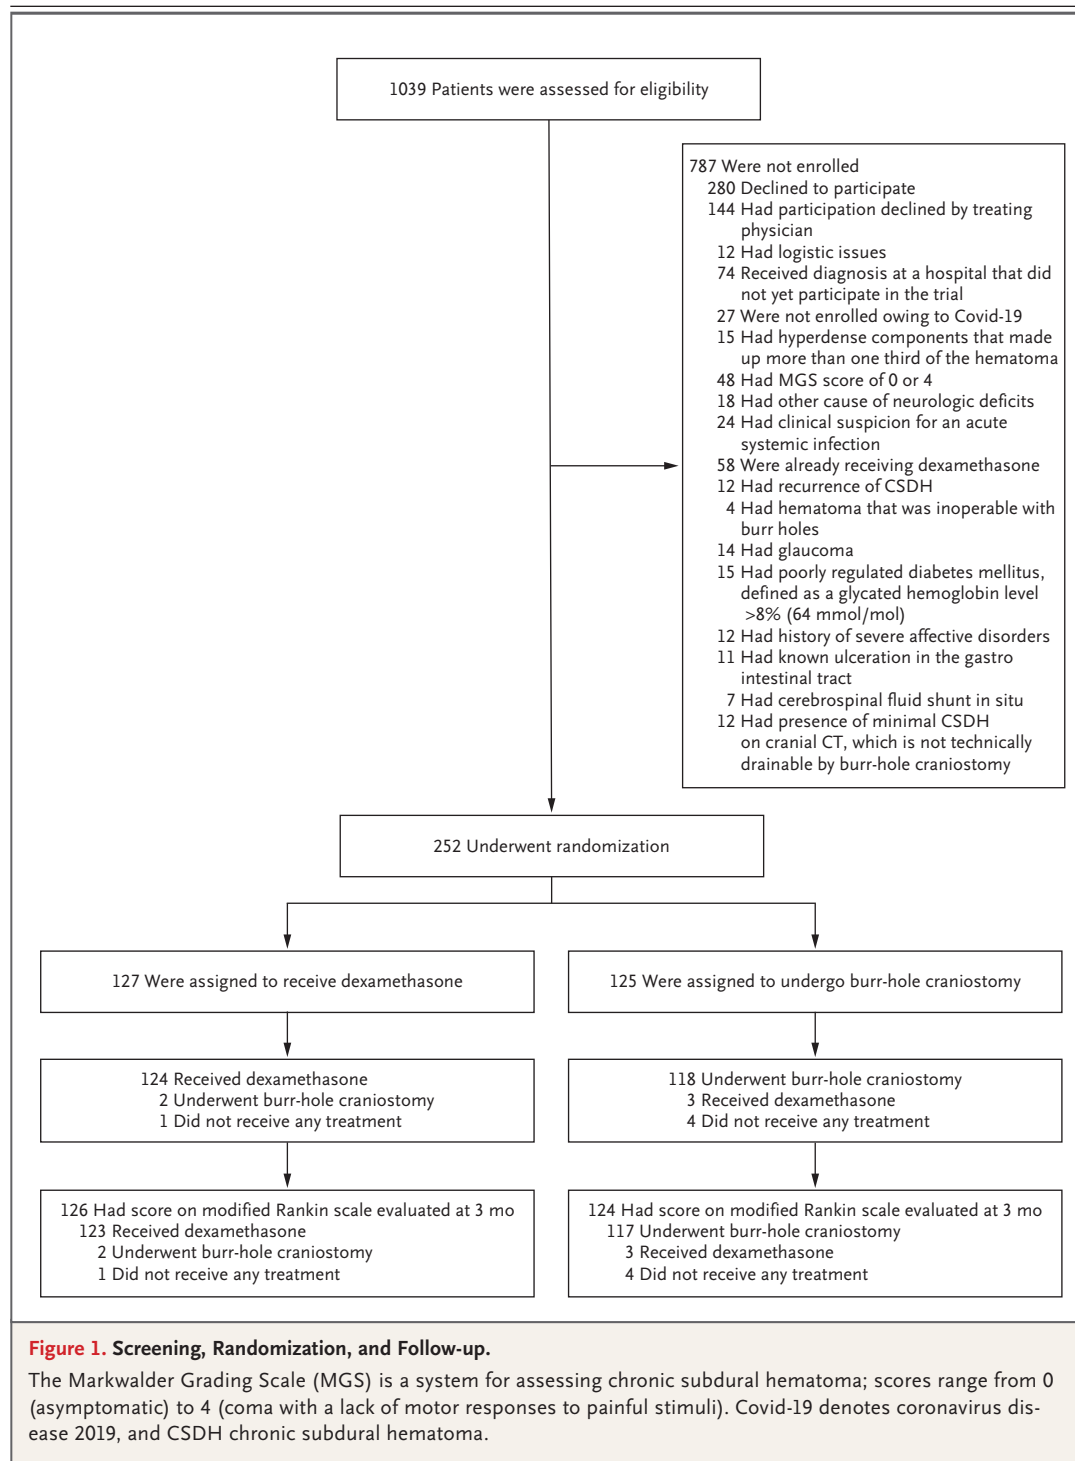 1039 Patients were assessed for eligibility
787 Were not enrolled
280 Declined to participate
144 Had participation declined by treating
physician
12 Had logistic issues
74 Received diagnosis at a hospital that did
not yet participate in the trial
27 Were not enrolled owing to Covid-19
15 Had hyperdense components that made
up more than one third of the hematoma
48 Had MGS score of 0 or 4
18 Had other cause of neurologic deficits
24 Had clinical suspicion for an acute
systemic infection
58 Were already receiving dexamethasone
12 Had recurrence of CSDH
4 Had hematoma that was inoperable with
burr holes
14 Had glaucoma
15 Had poorly regulated diabetes mellitus,
defined as a glycated hemoglobin level
>8% (64 mmol/mol)
12 Had history of severe affective disorders
11 Had known ulceration in the gastro
intestinal tract
7 Had cerebrospinal fluid shunt in situ
12 Had presence of minimal CSDH
on cranial CT, which is not technically
drainable by burr-hole craniostomy
252 Underwent randomization
127 Were assigned to receive dexamethasone
125 Were assigned to undergo burr-hole craniostomy
124 Received dexamethasone
2 Underwent burr-hole craniostomy
1 Did not receive any treatment
118 Underwent burr-hole craniostomy
3 Received dexamethasone
4 Did not receive any treatment
126 Had score on modified Rankin scale evaluated at 3 mo
123 Received dexamethasone
2 Underwent burr-hole craniostomy
1 Did not receive any treatment
124 Had score on modified Rankin scale evaluated at 3 mo
117 Underwent burr-hole craniostomy
3 Received dexamethasone
4 Did not receive any treatment
Figure 1. Screening, Randomization, and Follow-up.
The Markwalder Grading Scale (MGS) is a system for assessing chronic subdural hematoma; scores range from 0
(asymptomatic) to 4 (coma with a lack of motor responses to painful stimuli). Covid-19 denotes coronavirus dis-
ease 2019, and CSDH chronic subdural hematoma.